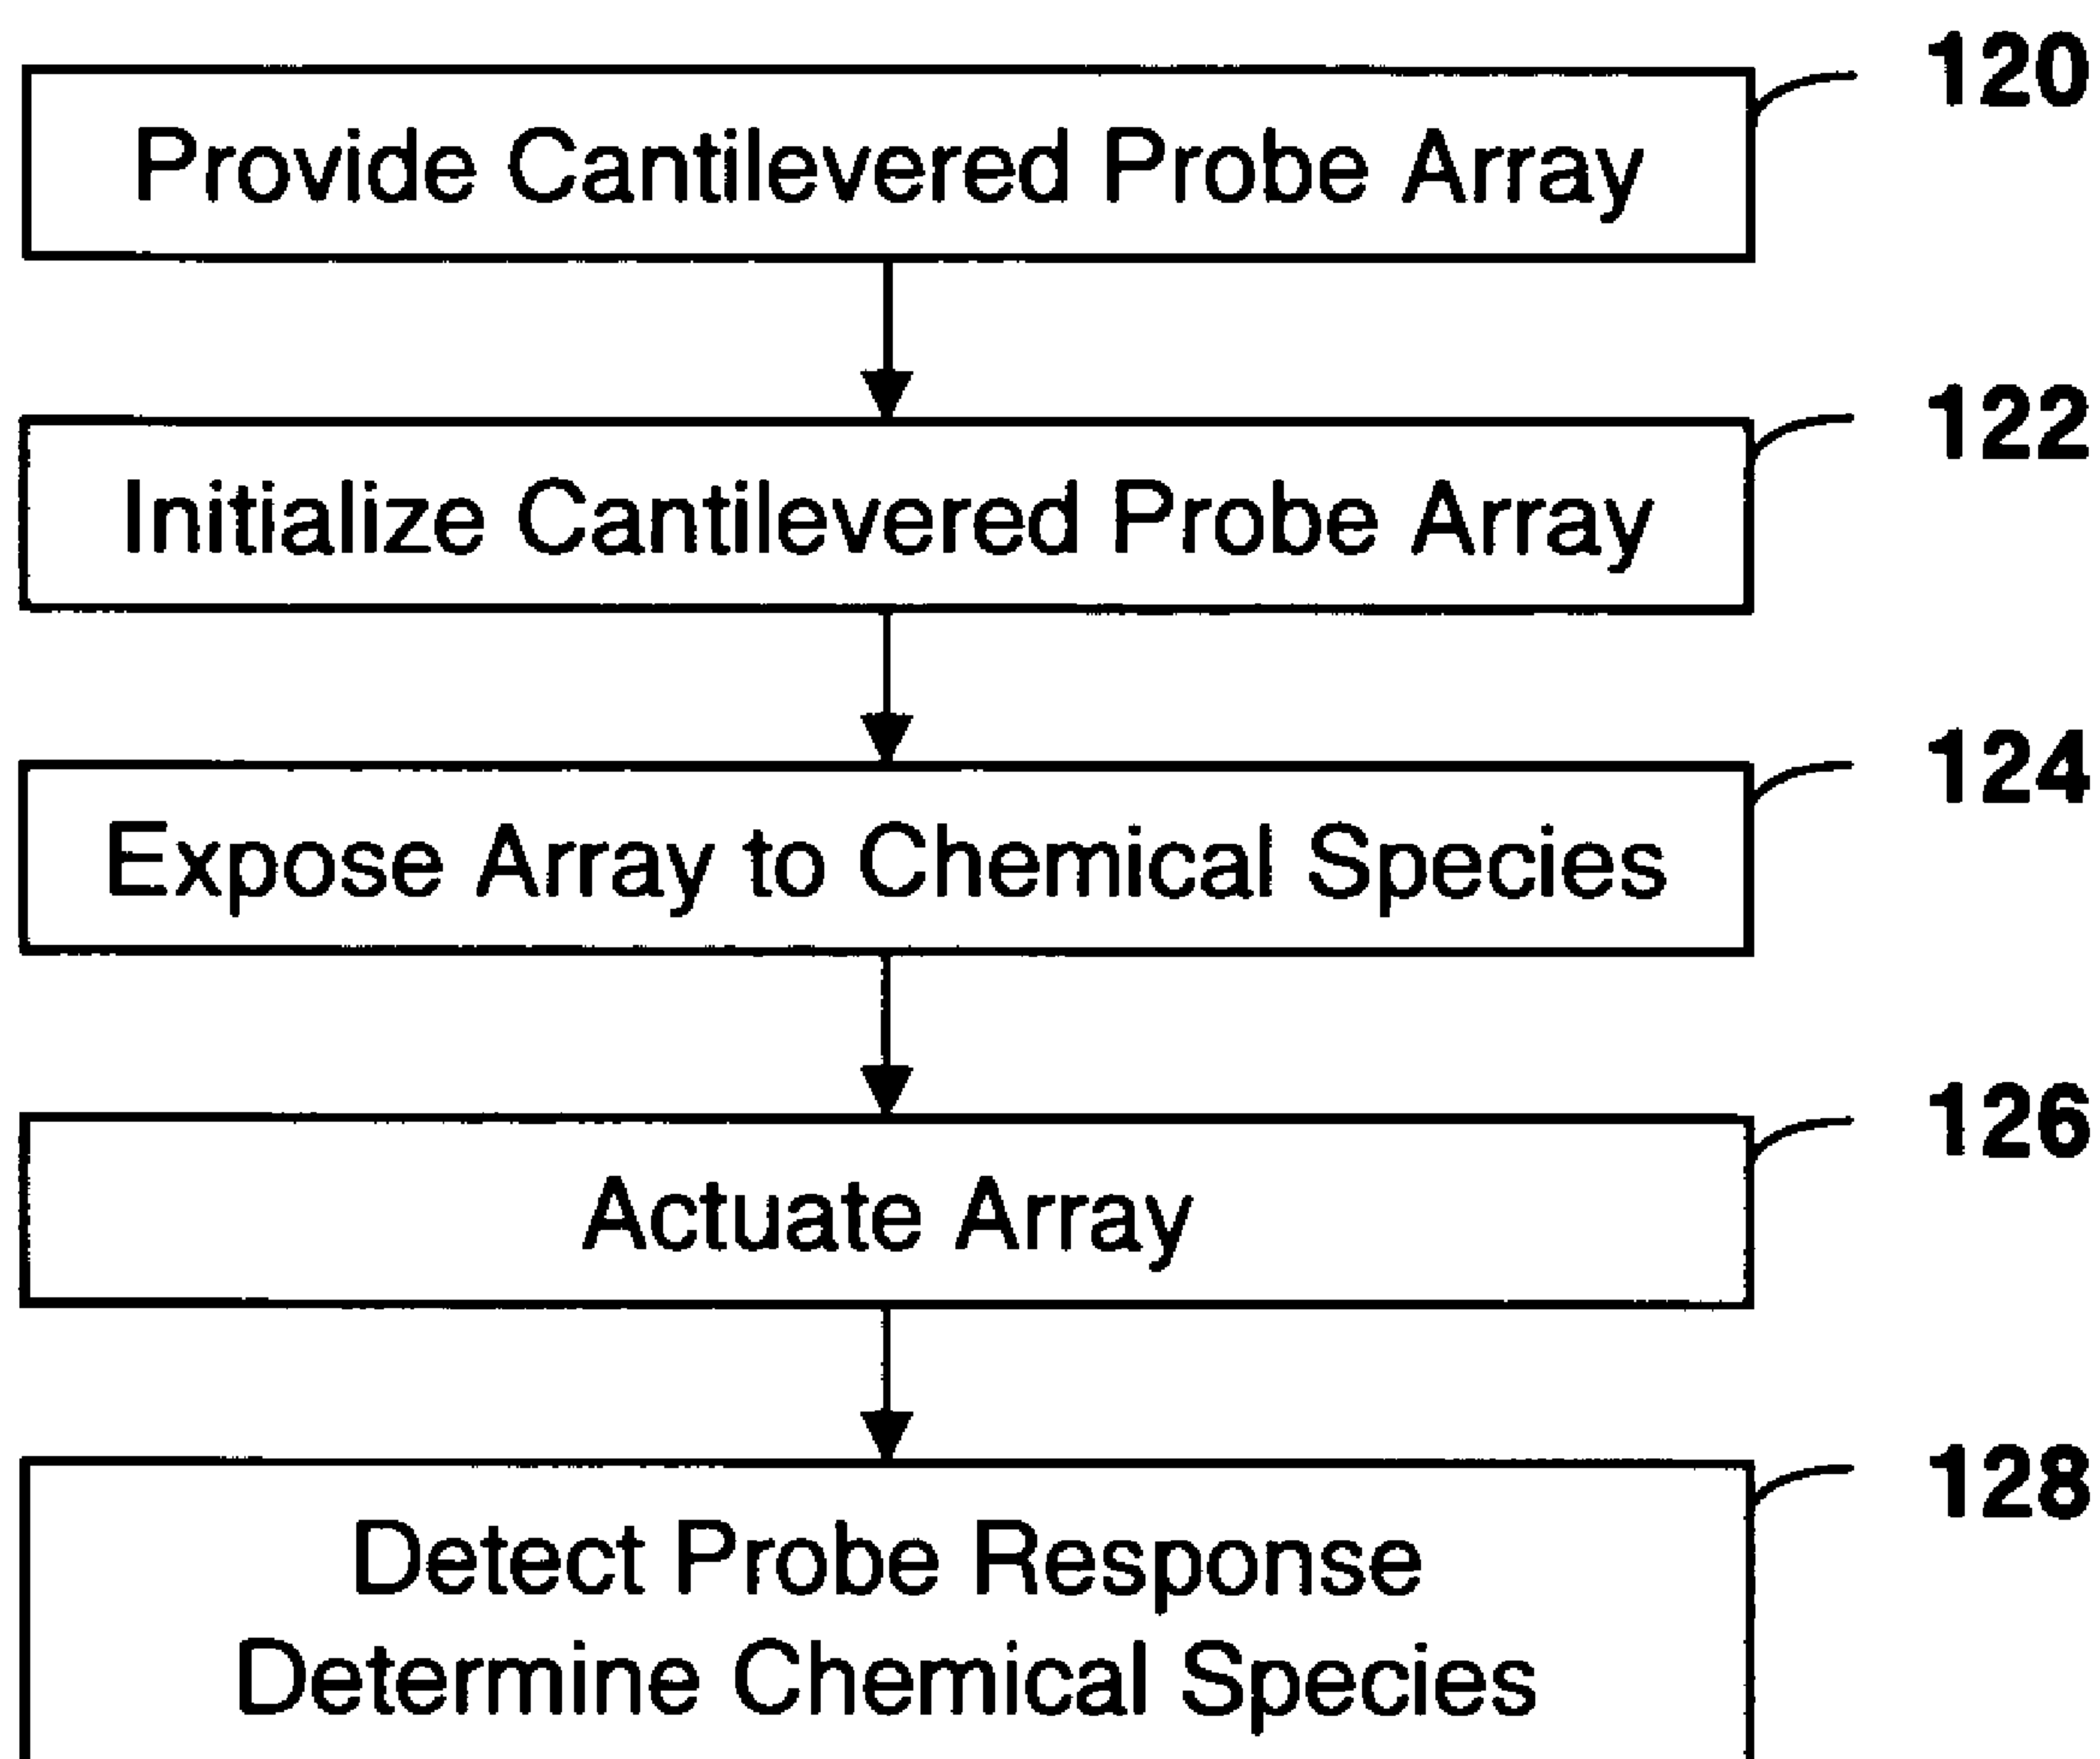 120
Provide Cantilevered Probe Array
122
Initialize Cantilevered Probe Array
124
Expose Array to Chemical Species
126
Actuate Array
128
Detect Probe Response
Determine Chemical Species